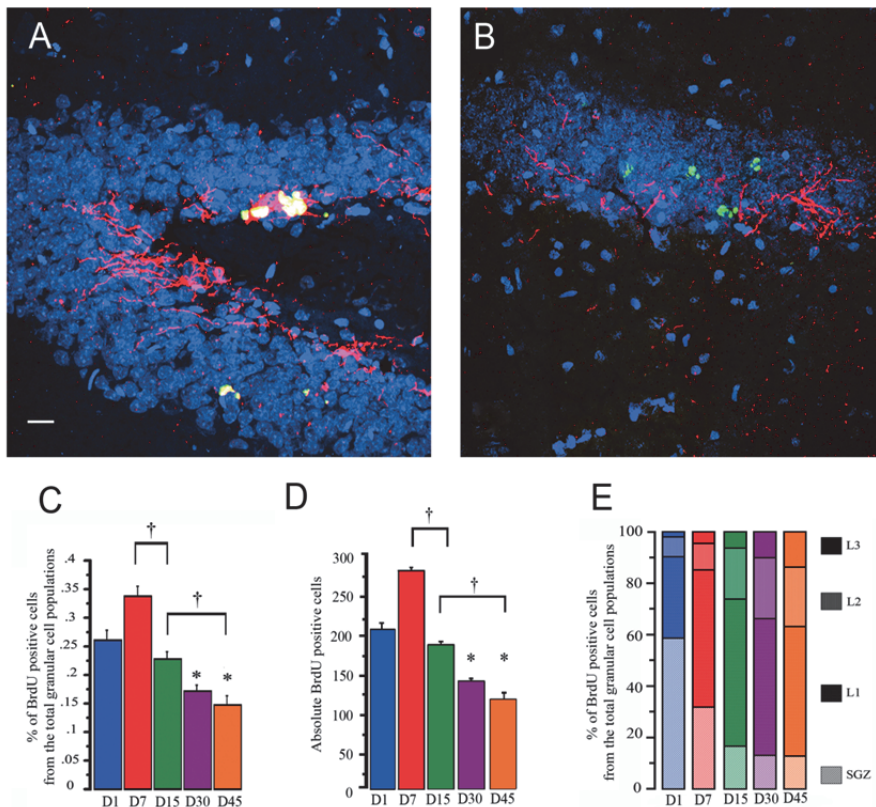 A
B
C
% of BrdU positive cells
from the total granular cell populations
.4
.35
.3
.25
.2
.15
.1
.05
0
†
†
*
*
D1 D7 D15 D30 D45
D
Absolute BrdU positive cells
300
250
200
150
100
50
0
†
†
*
*
D1 D7 D15 D30 D45
E
% of BrdU positive cells
from the total granular cell populations
100
80
60
40
20
0
D1 D7 D15 D30 D45
L3
L2
L1
SGZ